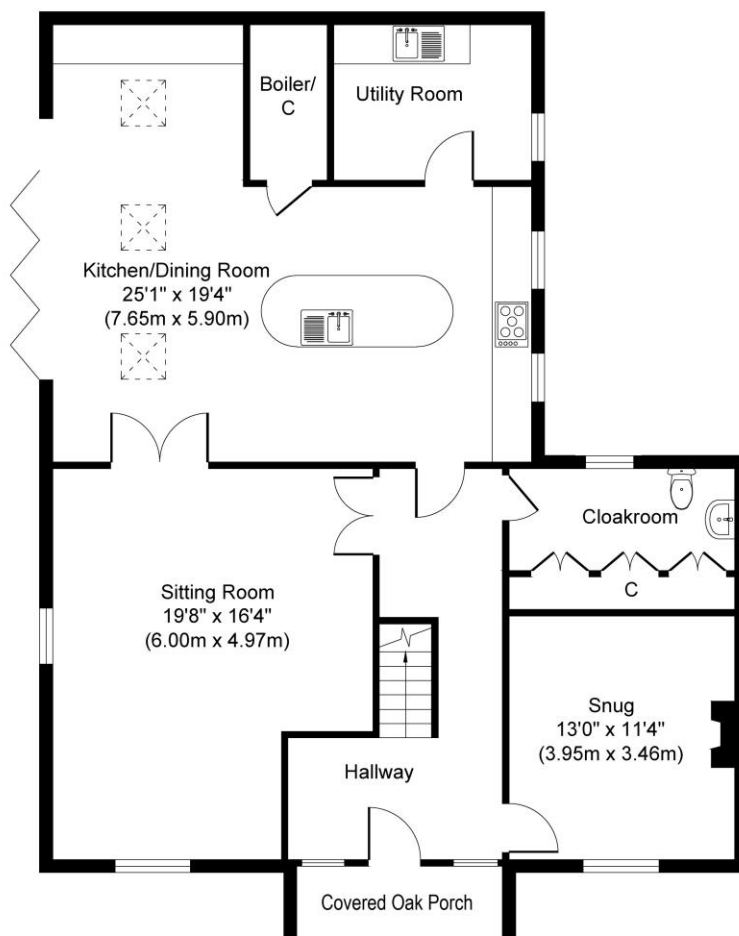 Boiler/
C
Utility Room
Kitchen/Dining Room
25'1" x 19'4"
(7.65m x 5.90m)
Cloakroom
C
Sitting Room
19'8" x 16'4"
(6.00m x 4.97m)
Snug
13'0" x 11'4"
(3.95m x 3.46m)
Hallway
Covered Oak Porch